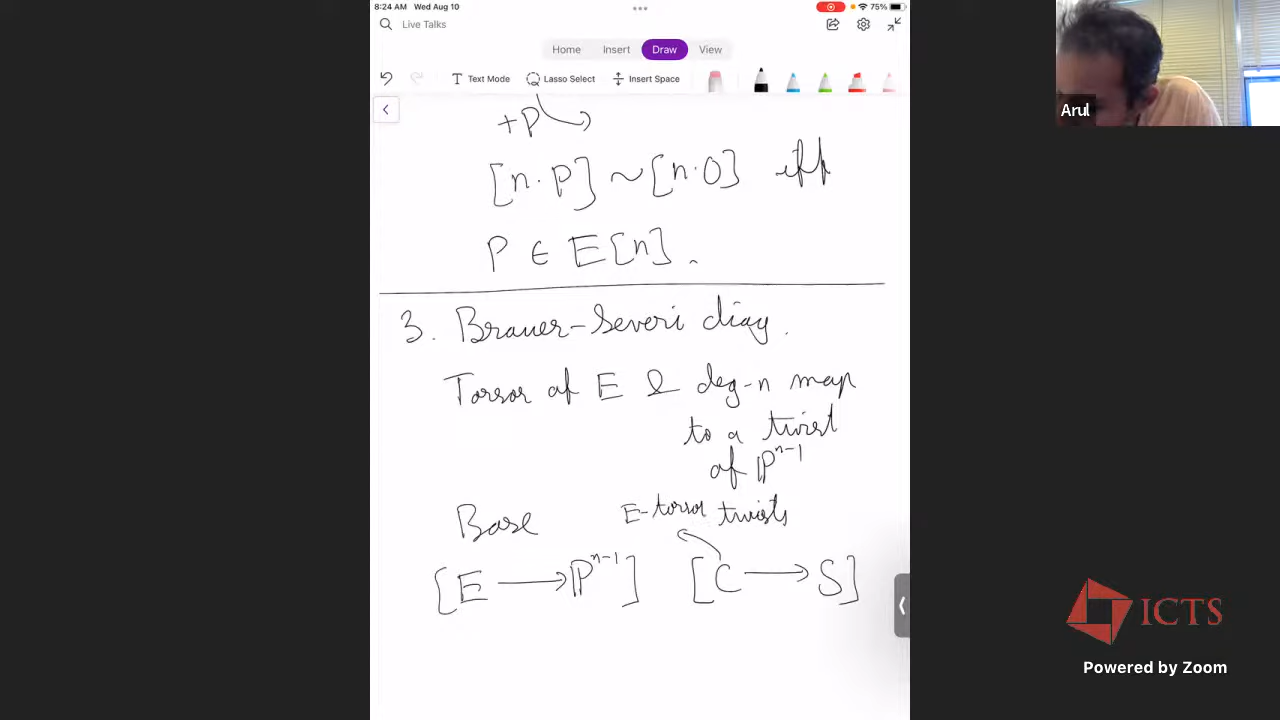 8:24 AM Wed Aug 10
75%
Live Talks
Home Insert Draw View
Text Mode Lasso Select Insert Space
+P
[n·P] ~ [n·O] iff
P ∈ E[n].
3. Brauer-Severi diag.
Torsor of E & deg-n map
to a twist
of ℙⁿ⁻¹
Base E-torsor twists
[E ⟶ ℙⁿ⁻¹] [C ⟶ S]
Arul
ICTS
Powered by Zoom